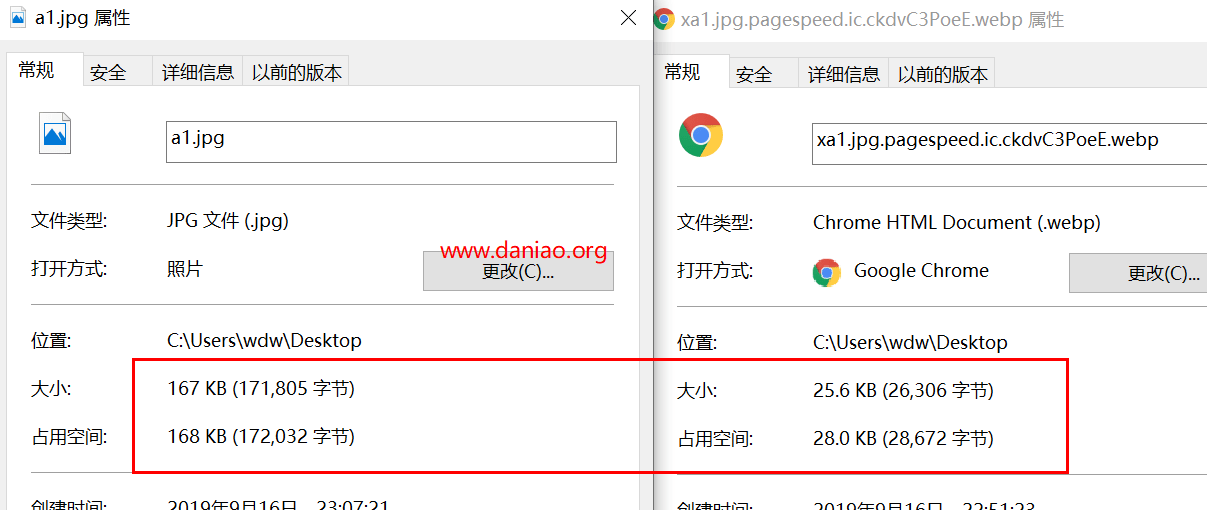 a1.jpg 属性
常规 安全 详细信息 以前的版本
a1.jpg
文件类型: JPG 文件 (.jpg)
www.daniao.org
打开方式: 照片 更改(C)...
位置: C:\Users\wdw\Desktop
大小: 167 KB (171,805 字节)
占用空间: 168 KB (172,032 字节)
创建时间: 2019年9月16日，23:07:21
xa1.jpg.pagespeed.ic.ckdvC3PoeE.webp 属性
常规 安全 详细信息 以前的版本
xa1.jpg.pagespeed.ic.ckdvC3PoeE.webp
文件类型: Chrome HTML Document (.webp)
打开方式: Google Chrome 更改(C)...
位置: C:\Users\wdw\Desktop
大小: 25.6 KB (26,306 字节)
占用空间: 28.0 KB (28,672 字节)
创建时间: 2019年9月16日，22:51:23